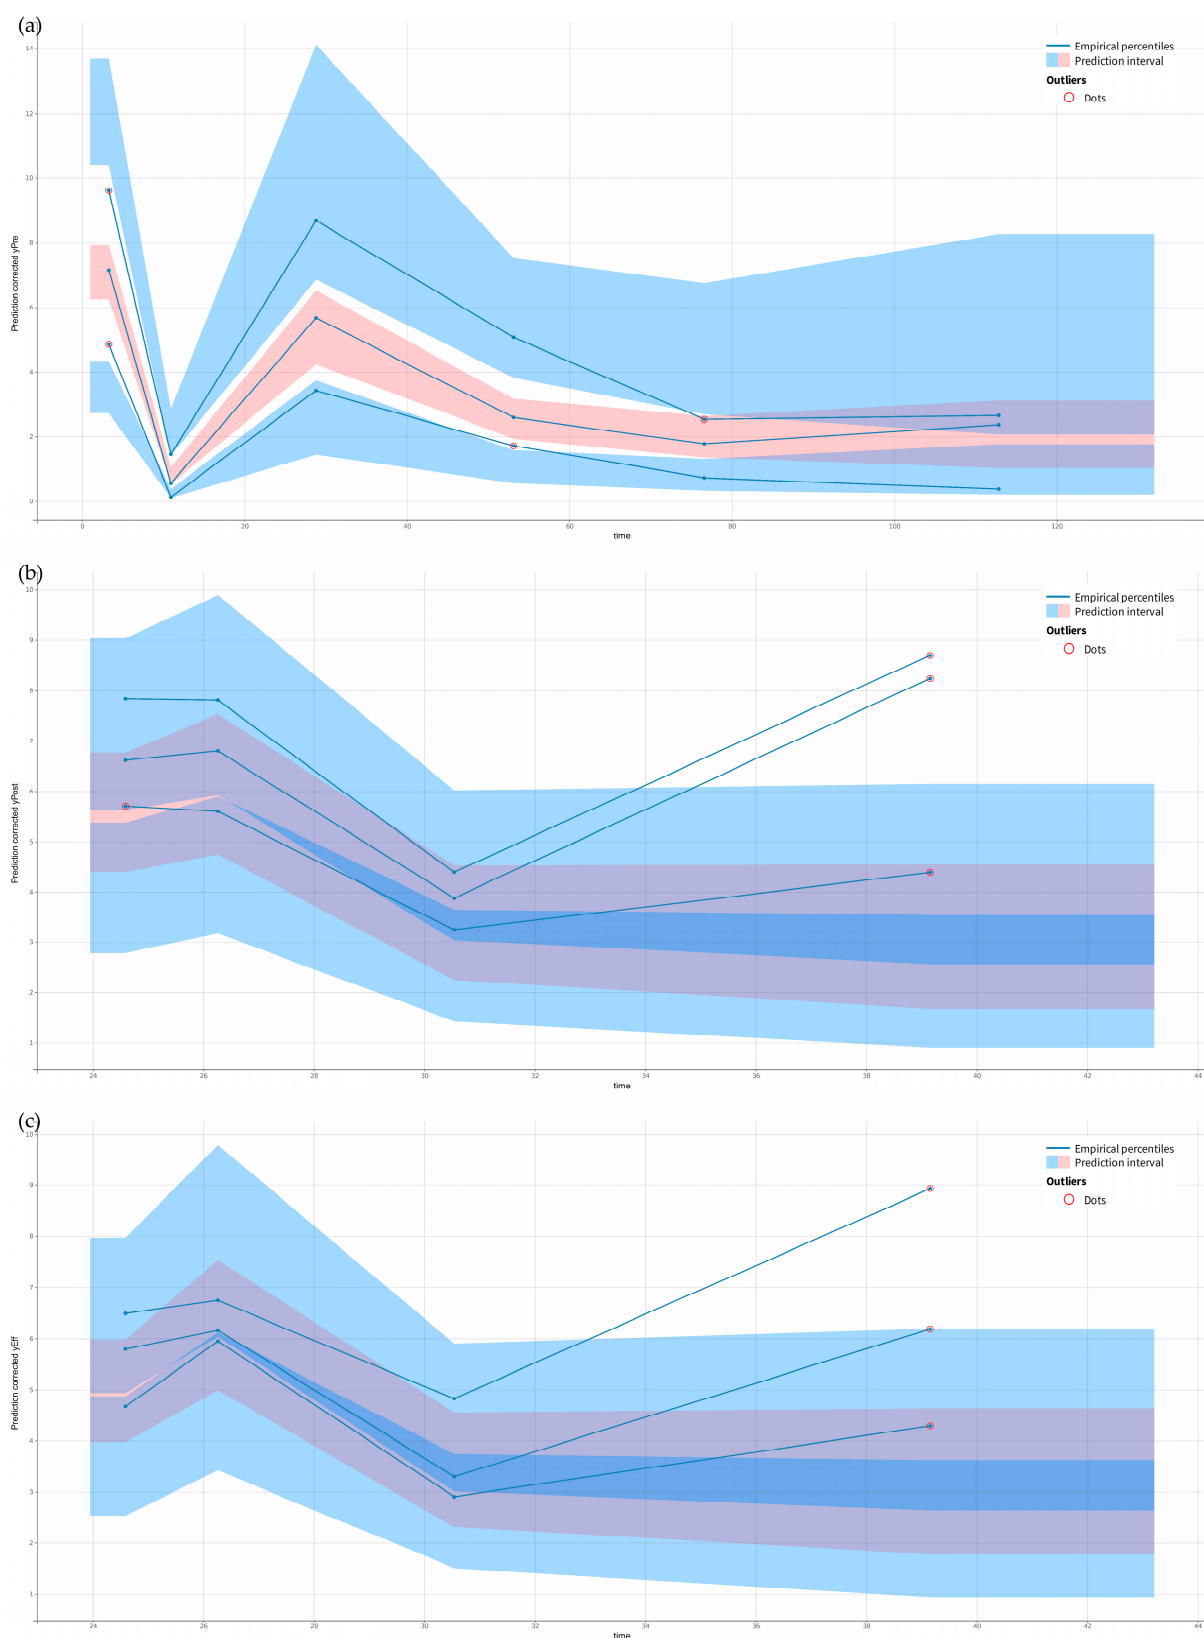 (a)
14
12
10
8
6
4
2
0
Prediction corrected yPre
0 20 40 60 80 100 120
time
Empirical percentiles
Prediction interval
Outliers
Dots
(b)
10
9
8
7
6
5
4
3
2
1
Prediction corrected yPost
24 26 28 30 32 34 36 38 40 42 44
time
Empirical percentiles
Prediction interval
Outliers
Dots
(c)
10
9
8
7
6
5
4
3
2
1
Prediction corrected yEff
24 26 28 30 32 34 36 38 40 42 44
time
Empirical percentiles
Prediction interval
Outliers
Dots